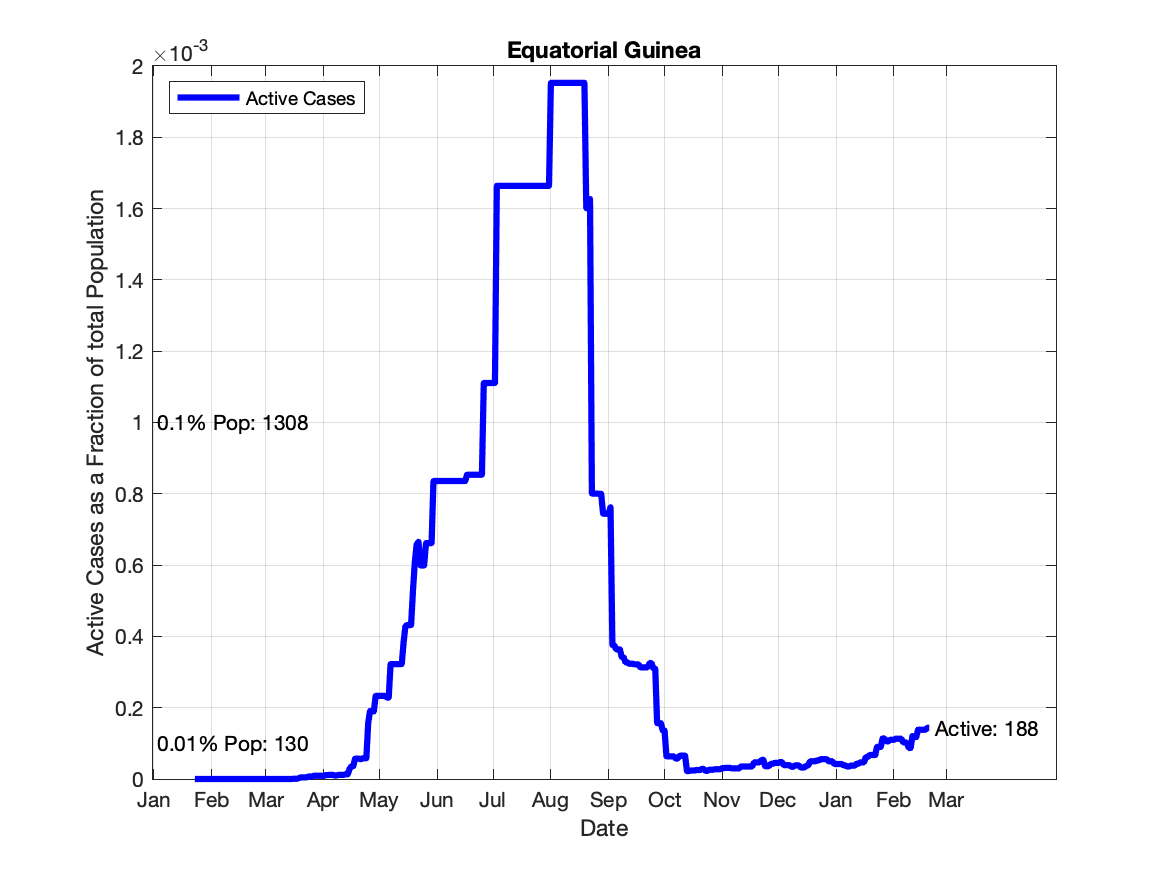 Equatorial Guinea
×10-3
2
1.8
1.6
1.4
1.2
1
0.8
0.6
0.4
0.2
0
Active Cases as a Fraction of total Population
Active Cases
0.1% Pop: 1308
0.01% Pop: 130
Active: 188
Jan Feb Mar Apr May Jun Jul Aug Sep Oct Nov Dec Jan Feb Mar
Date